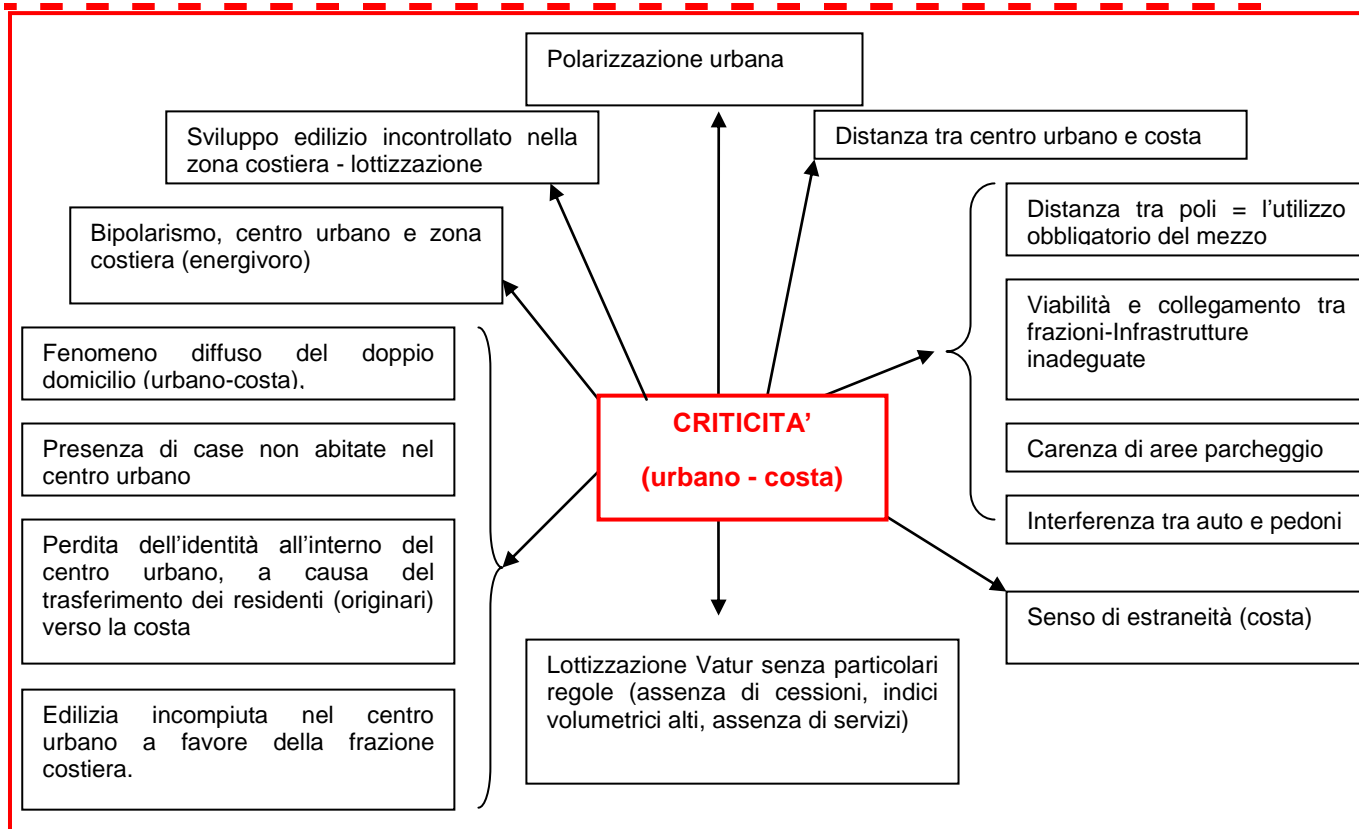 Polarizzazione urbana
Sviluppo edilizio incontrollato nella
zona costiera - lottizzazione
Distanza tra centro urbano e costa
Bipolarismo, centro urbano e zona
costiera (energivoro)
Distanza tra poli = l’utilizzo
obbligatorio del mezzo
Viabilità e collegamento tra
frazioni-Infrastrutture
inadeguate
Carenza di aree parcheggio
Interferenza tra auto e pedoni
Fenomeno diffuso del doppio
domicilio (urbano-costa).
Presenza di case non abitate nel
centro urbano
Perdita dell’identità all’interno del
centro urbano, a causa del
trasferimento dei residenti (originari)
verso la costa
Edilizia incompiuta nel centro
urbano a favore della frazione
costiera.
CRITICITA’
(urbano - costa)
Senso di estraneità (costa)
Lottizzazione Vatur senza particolari
regole (assenza di cessioni, indici
volumetrici alti, assenza di servizi)